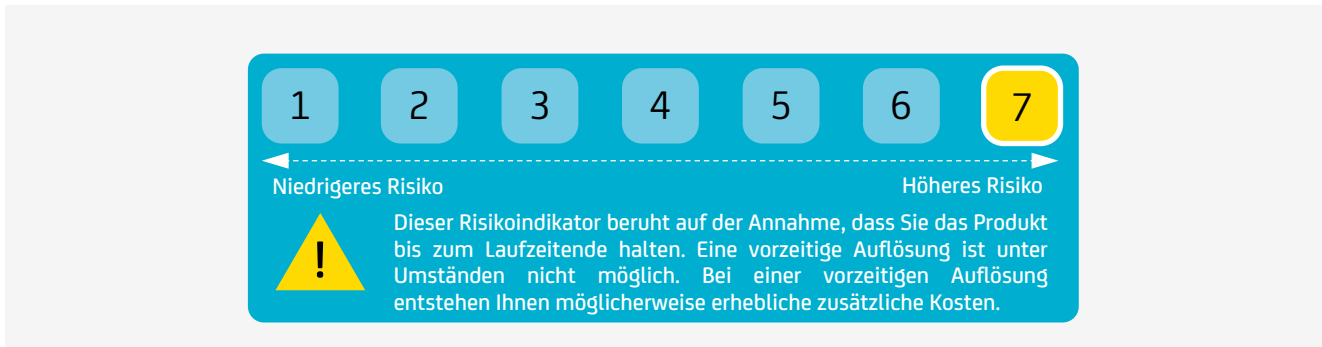 1 2 3 4 5 6 7
Niedrigeres Risiko Höheres Risiko
Dieser Risikoindikator beruht auf der Annahme, dass Sie das Produkt
bis zum Laufzeitende halten. Eine vorzeitige Auflösung ist unter
! Umständen nicht möglich. Bei einer vorzeitigen Auflösung
entstehen Ihnen möglicherweise erhebliche zusätzliche Kosten.